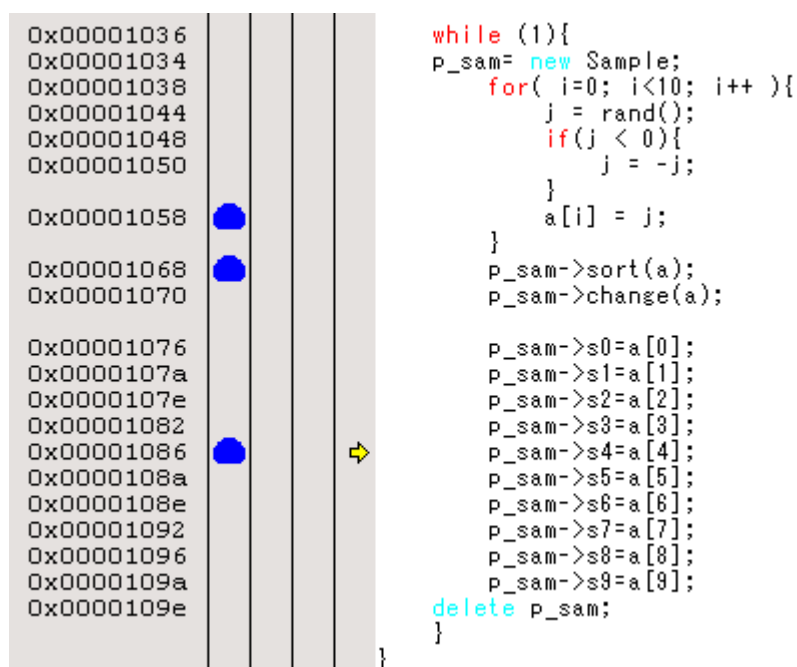 0x00001036 while (1){
0x00001034 p_sam= new Sample;
0x00001038 for( i=0; i<10; i++ ){
0x00001044 j = rand();
0x00001048 if(j < 0){
0x00001050 j = -j;
}
0x00001058 a[i] = j;
}
0x00001068 p_sam->sort(a);
0x00001070 p_sam->change(a);
0x00001076 p_sam->s0=a[0];
0x0000107a p_sam->s1=a[1];
0x0000107e p_sam->s2=a[2];
0x00001082 p_sam->s3=a[3];
0x00001086 p_sam->s4=a[4];
0x0000108a p_sam->s5=a[5];
0x0000108e p_sam->s6=a[6];
0x00001092 p_sam->s7=a[7];
0x00001096 p_sam->s8=a[8];
0x0000109a p_sam->s9=a[9];
0x0000109e delete p_sam;
}
}